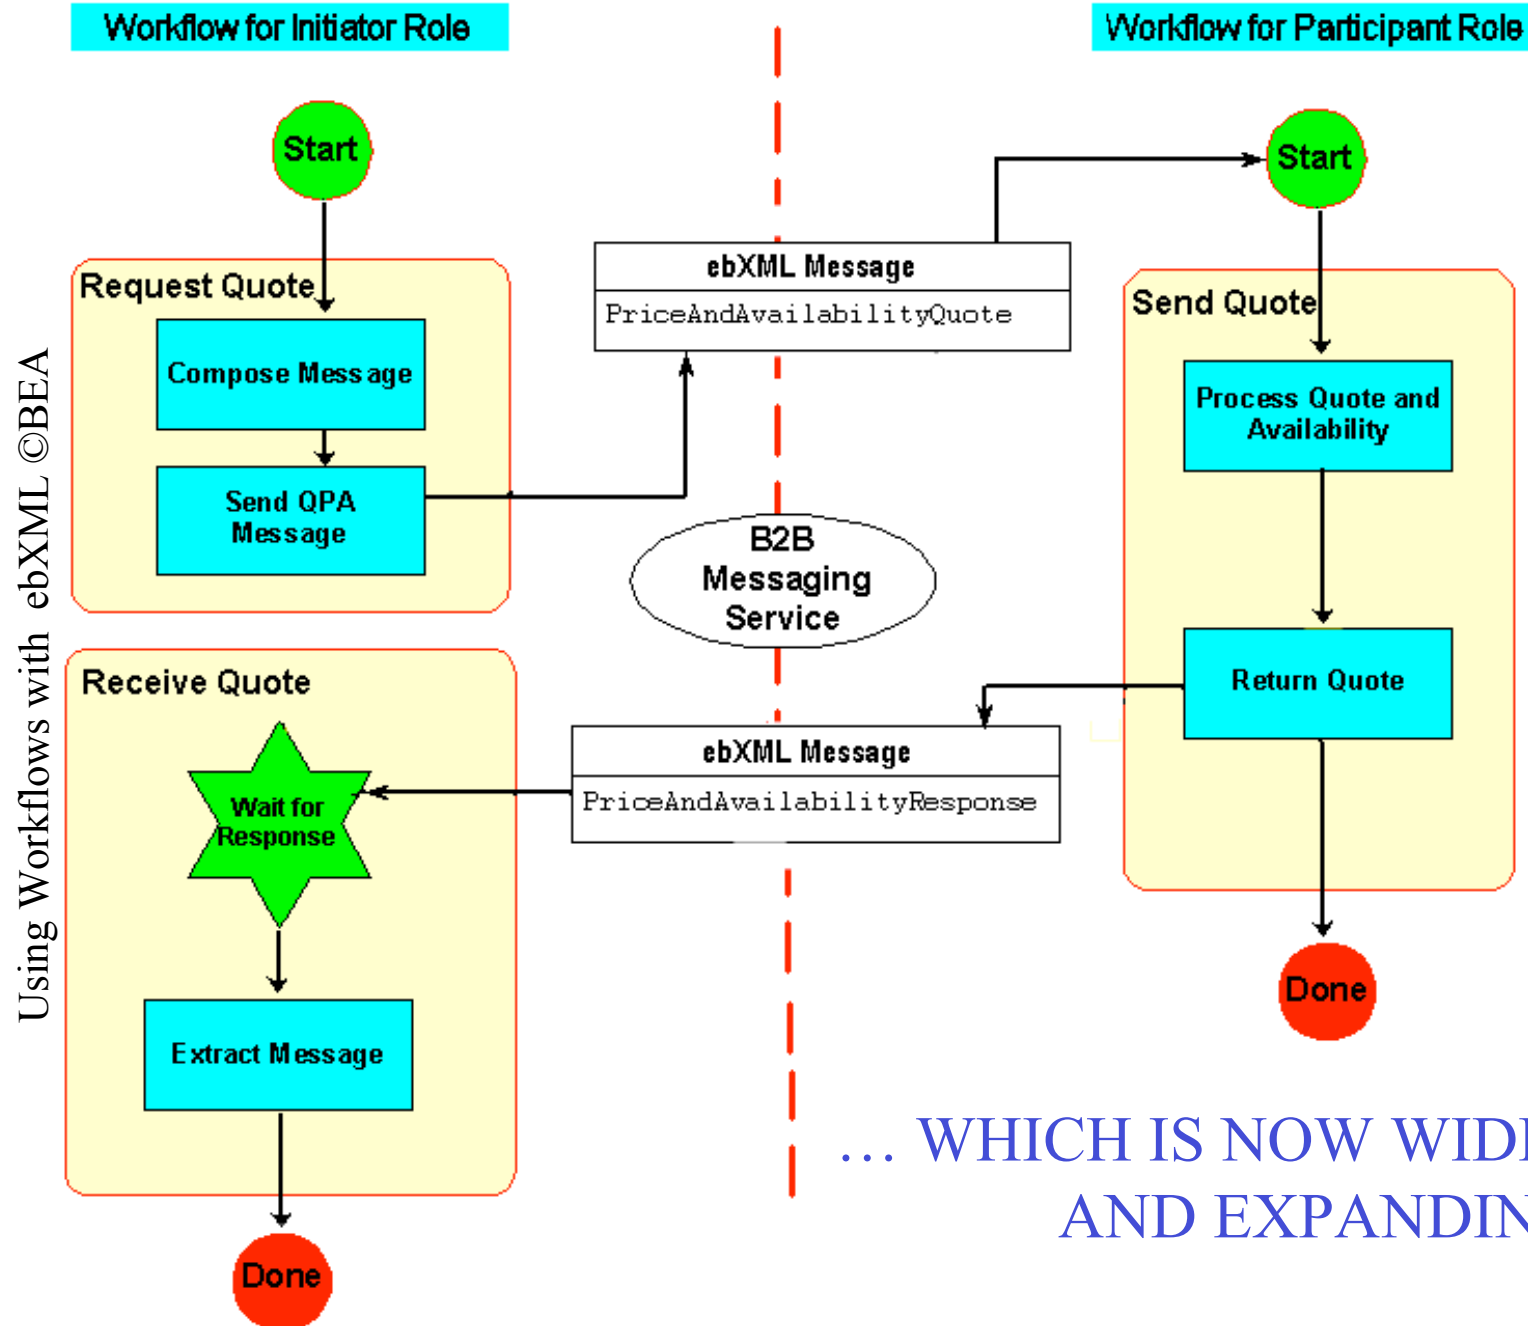 Workflow for Initiator Role
Workflow for Participant Role
Start
Start
Request Quote
Compose Message
Send QPA
Message
ebXML Message
PriceAndAvailabilityQuote
Send Quote
Process Quote and
Availability
B2B
Messaging
Service
Return Quote
Receive Quote
Wait for
Response
ebXML Message
PriceAndAvailabilityResponse
Extract Message
Done
Done
Using Workflows with ebXML ©BEA
... WHICH IS NOW
AND